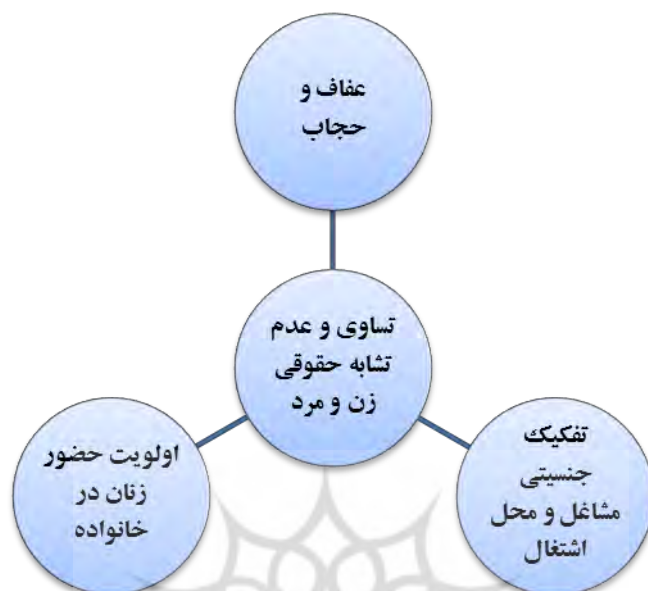 عفاف و
حجاب
تساوی و عدم
تشابه حقوقی
زن و مرد
تفکیک
جنسیتی
مشاغل و محل
اشتغال
اولویت حضور
زنان در
خانواده